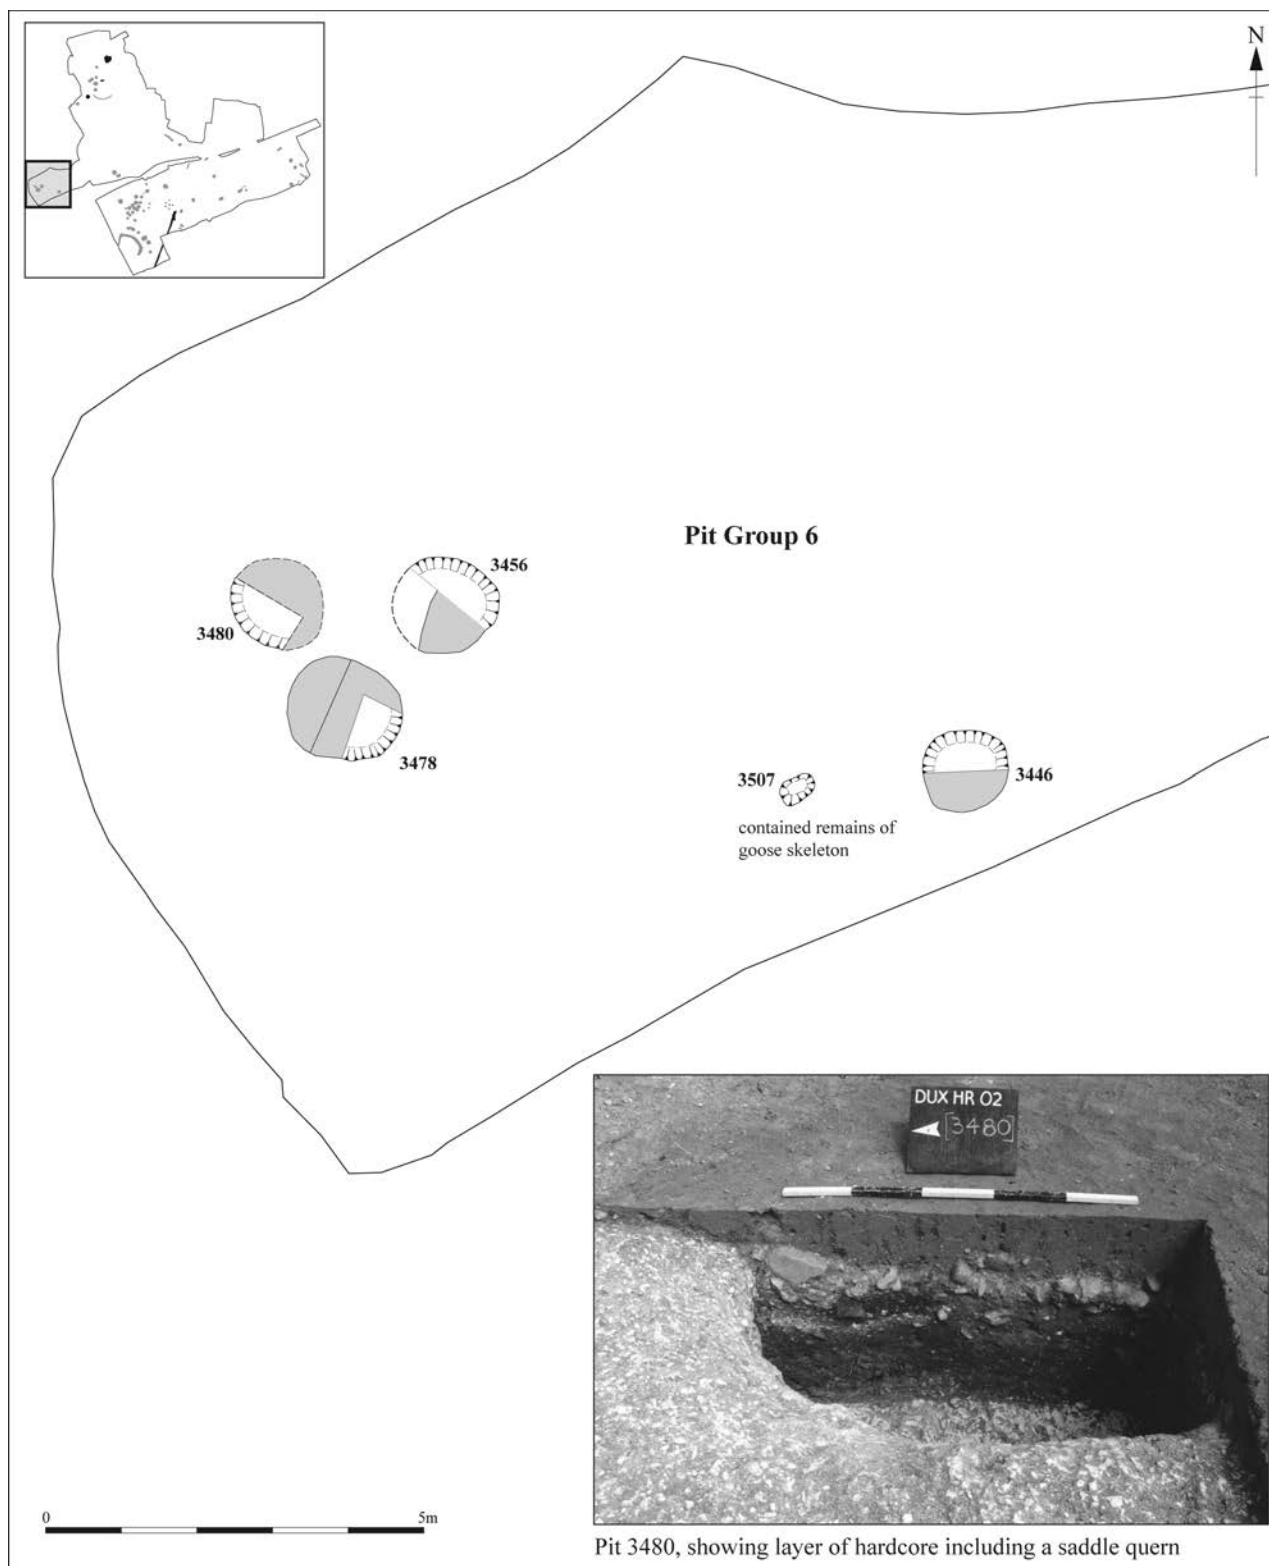 N
Pit Group 6
3456
3480
3478
3507
3446
contained remains of
goose skeleton
DUX HR 02
[3480]
0
5m
Pit 3480, showing layer of hardcore including a saddle quern